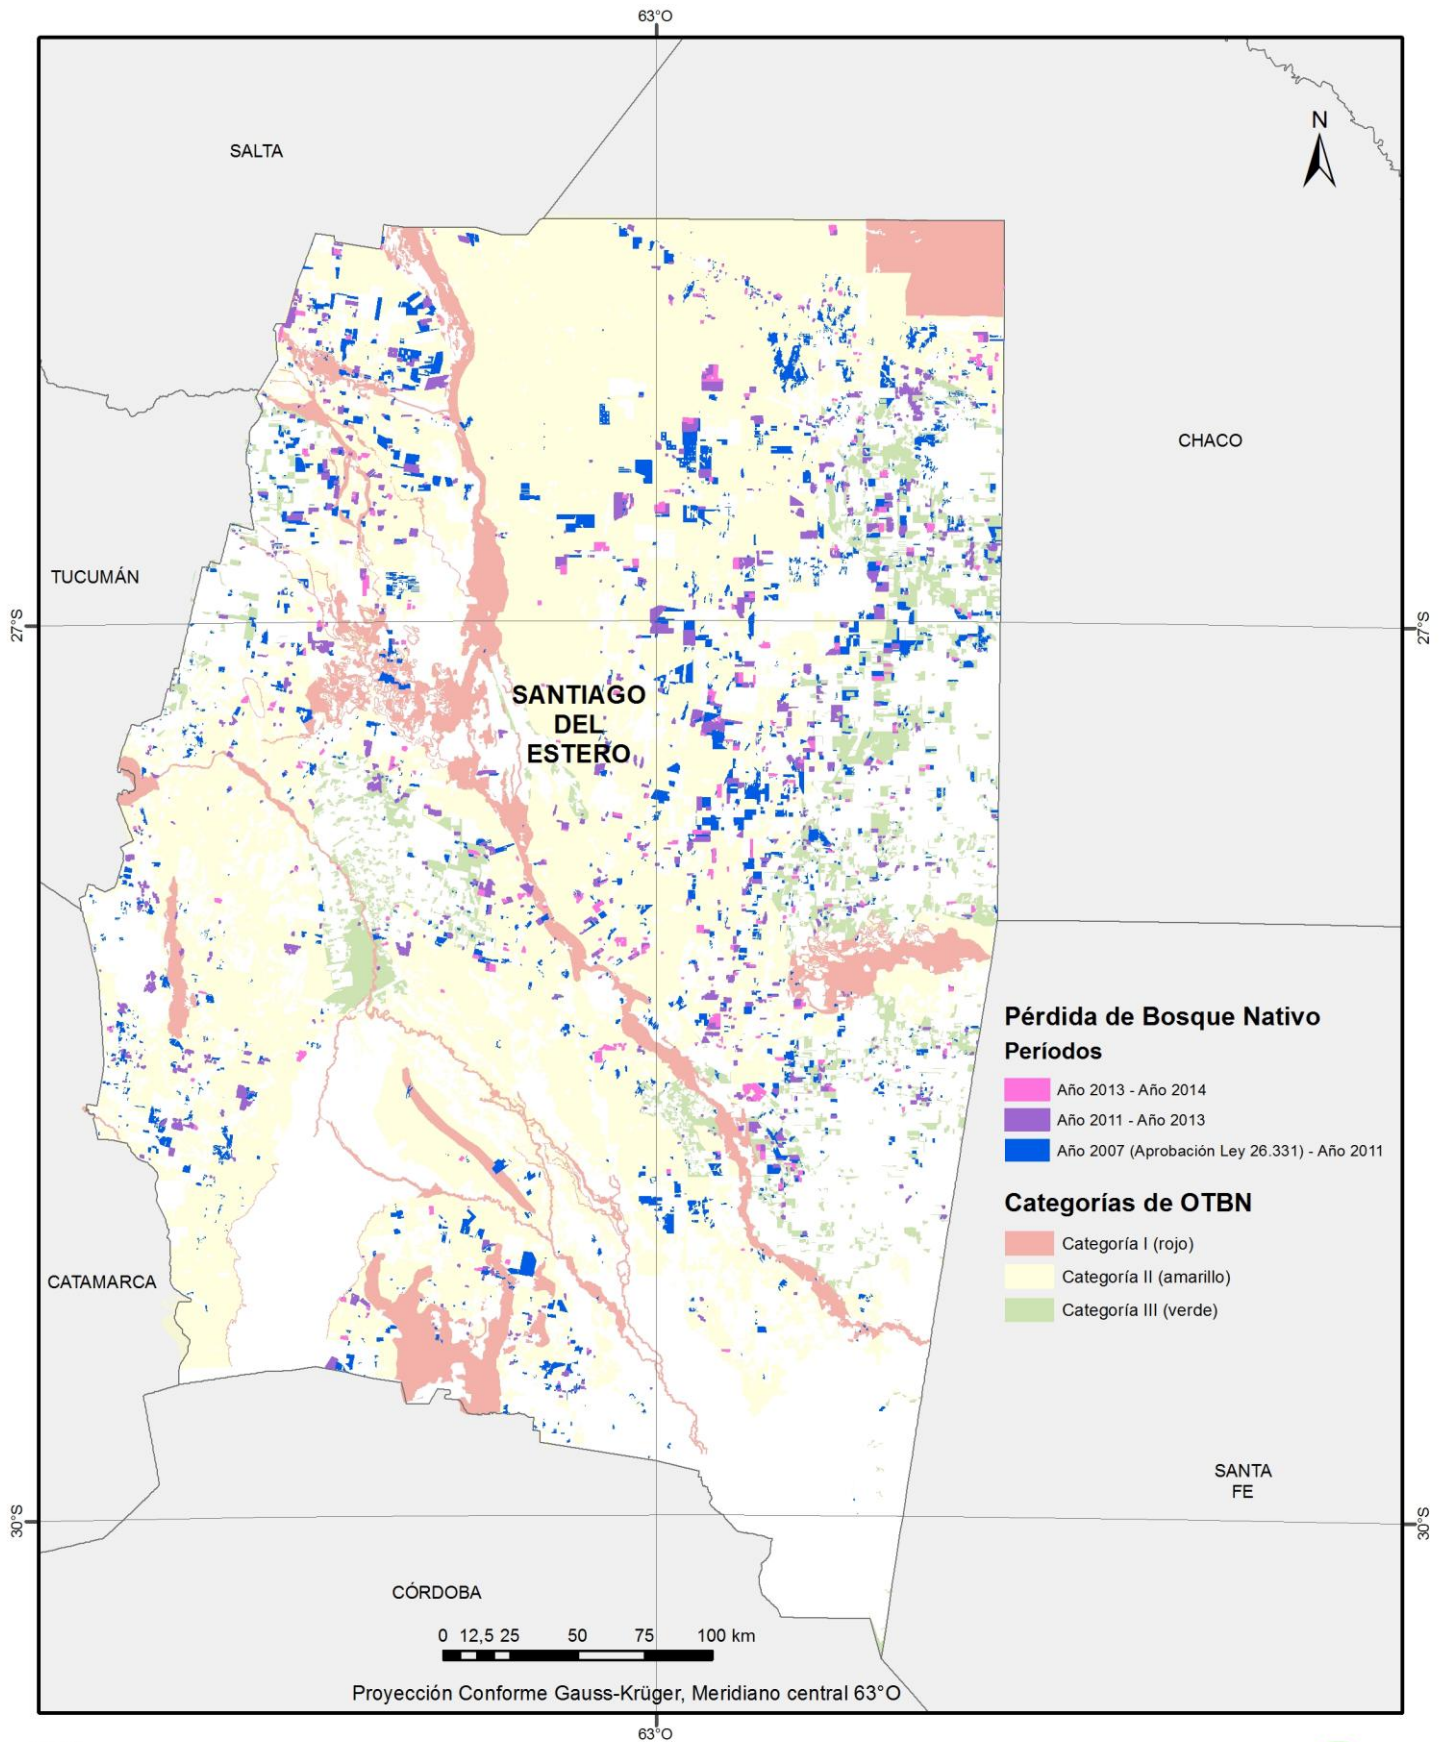 63°O
N
SALTA
CHACO
TUCUMÁN
27°S
27°S
SANTIAGO
DEL
ESTERO
Pérdida de Bosque Nativo
Períodos
Año 2013 - Año 2014
Año 2011 - Año 2013
Año 2007 (Aprobación Ley 26.331) - Año 2011
Categorías de OTBN
Categoría I (rojo)
Categoría II (amarillo)
Categoría III (verde)
CATAMARCA
SANTA
FE
30°S
30°S
CÓRDOBA
0 12,5 25 50 75 100 km
Proyección Conforme Gauss-Krüger, Meridiano central 63°O
63°O